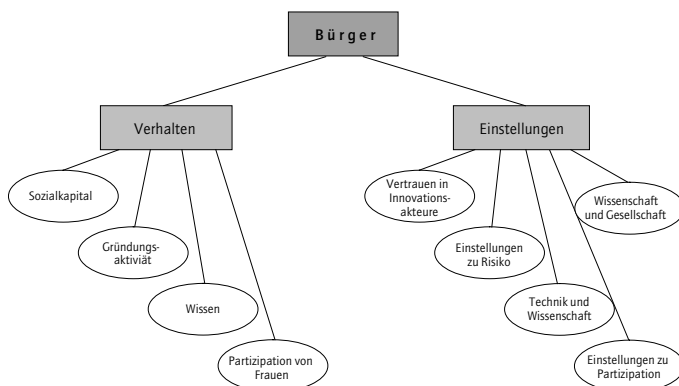 Bürger
Verhalten
Einstellungen
Sozialkapital
Gründungs-
aktiviät
Wissen
Partizipation von
Frauen
Vertrauen in
Innovations-
akteure
Einstellungen
zu Risiko
Technik und
Wissenschaft
Einstellungen zu
Partizipation
Wissenschaft
und Gesellschaft